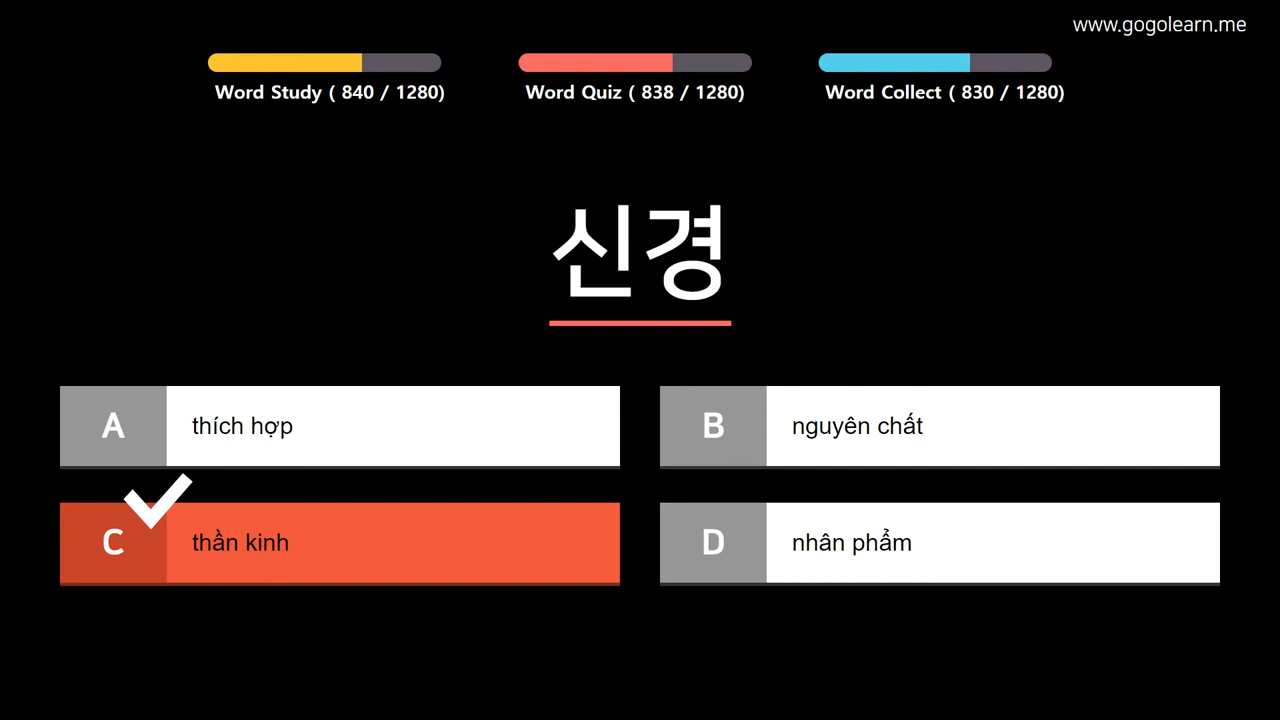 www.gogolearn.me
Word Study ( 840 / 1280)
Word Quiz ( 838 / 1280)
Word Collect ( 830 / 1280)
신경
A thích hợp
B nguyên chất
C thần kinh
D nhân phẩm